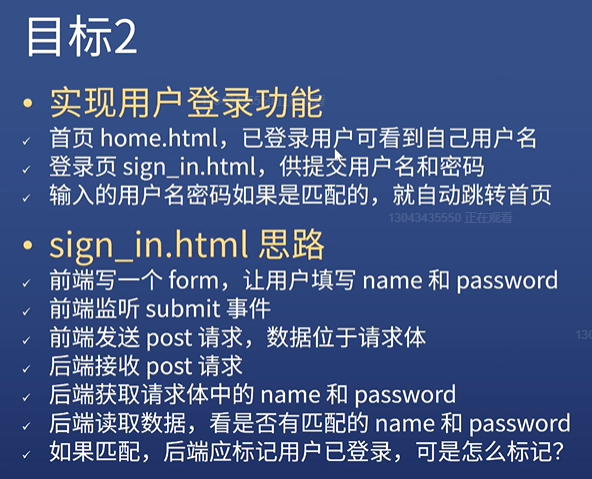 目标2
• 实现用户登录功能
✓ 首页 home.html，已登录用户可看到自己用户名
✓ 登录页 sign_in.html，供提交用户名和密码
✓ 输入的用户名密码如果是匹配的，就自动跳转首页
13043435550 正在观看
• sign_in.html 思路
✓ 前端写一个 form，让用户填写 name 和 password
✓ 前端监听 submit 事件
✓ 前端发送 post 请求，数据位于请求体
130
✓ 后端接收 post 请求
✓ 后端获取请求体中的 name 和 password
✓ 后端读取数据，看是否有匹配的 name 和 password
✓ 如果匹配，后端应标记用户已登录，可是怎么标记？